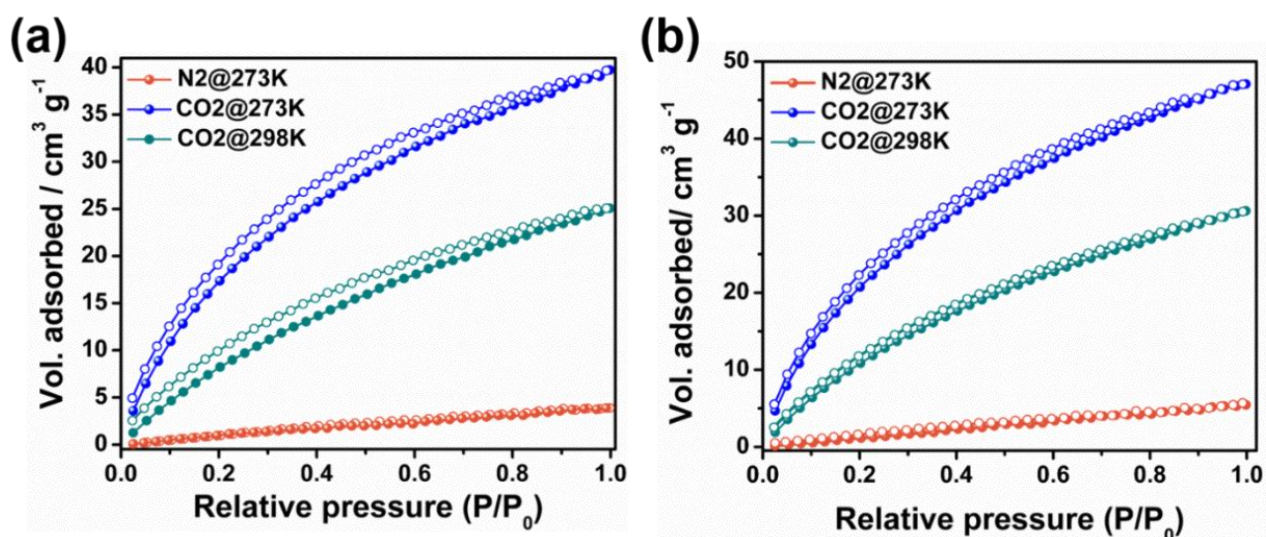 (a)
Vol. adsorbed / cm³ g⁻¹
40
35
30
25
20
15
10
5
0
N2@273K
CO2@273K
CO2@298K
0.0 0.2 0.4 0.6 0.8 1.0
Relative pressure (P/P₀)
(b)
Vol. adsorbed/ cm³ g⁻¹
50
40
30
20
10
0
N2@273K
CO2@273K
CO2@298K
0.0 0.2 0.4 0.6 0.8 1.0
Relative pressure (P/P₀)